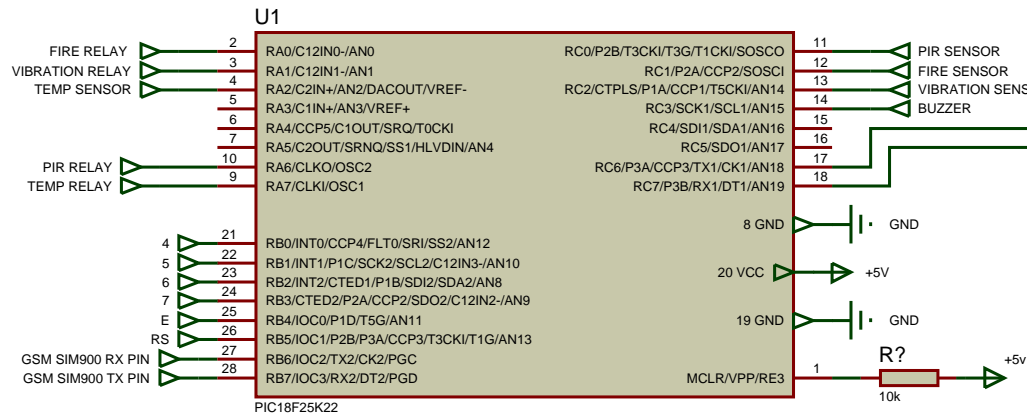 U1
FIRE RELAY 2 RA0/C12IN0-/AN0 RC0/P2B/T3CKI/T3G/T1CKI/SOSCO 11 PIR SENSOR
VIBRATION RELAY 3 RA1/C12IN1-/AN1 RC1/P2A/CCP2/SOSCI 12 FIRE SENSOR
TEMP SENSOR 4 RA2/C2IN+/AN2/DACOUT/VREF- RC2/CTPLS/P1A/CCP1/T5CKI/AN14 13 VIBRATION SENS
5 RA3/C1IN+/AN3/VREF+ RC3/SCK1/SCL1/AN15 14 BUZZER
6 RA4/CCP5/C1OUT/SRQ/T0CKI RC4/SDI1/SDA1/AN16 15
7 RA5/C2OUT/SRNQ/SS1/HLVDIN/AN4 RC5/SDO1/AN17 16
PIR RELAY 10 RA6/CLKO/OSC2 RC6/P3A/CCP3/TX1/CK1/AN18 17
TEMP RELAY 9 RA7/CLKI/OSC1 RC7/P3B/RX1/DT1/AN19 18
8 GND GND
4 21 RB0/INT0/CCP4/FLT0/SRI/SS2/AN12
5 22 RB1/INT1/P1C/SCK2/SCL2/C12IN3-/AN10
20 VCC +5V
6 23 RB2/INT2/CTED1/P1B/SDI2/SDA2/AN8
7 24 RB3/CTED2/P2A/CCP2/SDO2/C12IN2-/AN9
E 25 RB4/IOC0/P1D/T5G/AN11 19 GND GND
RS 26 RB5/IOC1/P2B/P3A/CCP3/T3CKI/T1G/AN13
GSM SIM900 RX PIN 27 RB6/IOC2/TX2/CK2/PGC R?
GSM SIM900 TX PIN 28 RB7/IOC3/RX2/DT2/PGD MCLR/VPP/RE3 1 +5v
10k
PIC18F25K22